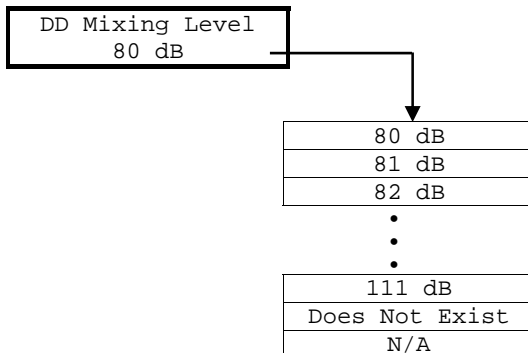 DD Mixing Level
80 dB
80 dB
81 dB
82 dB
•
•
•
111 dB
Does Not Exist
N/A